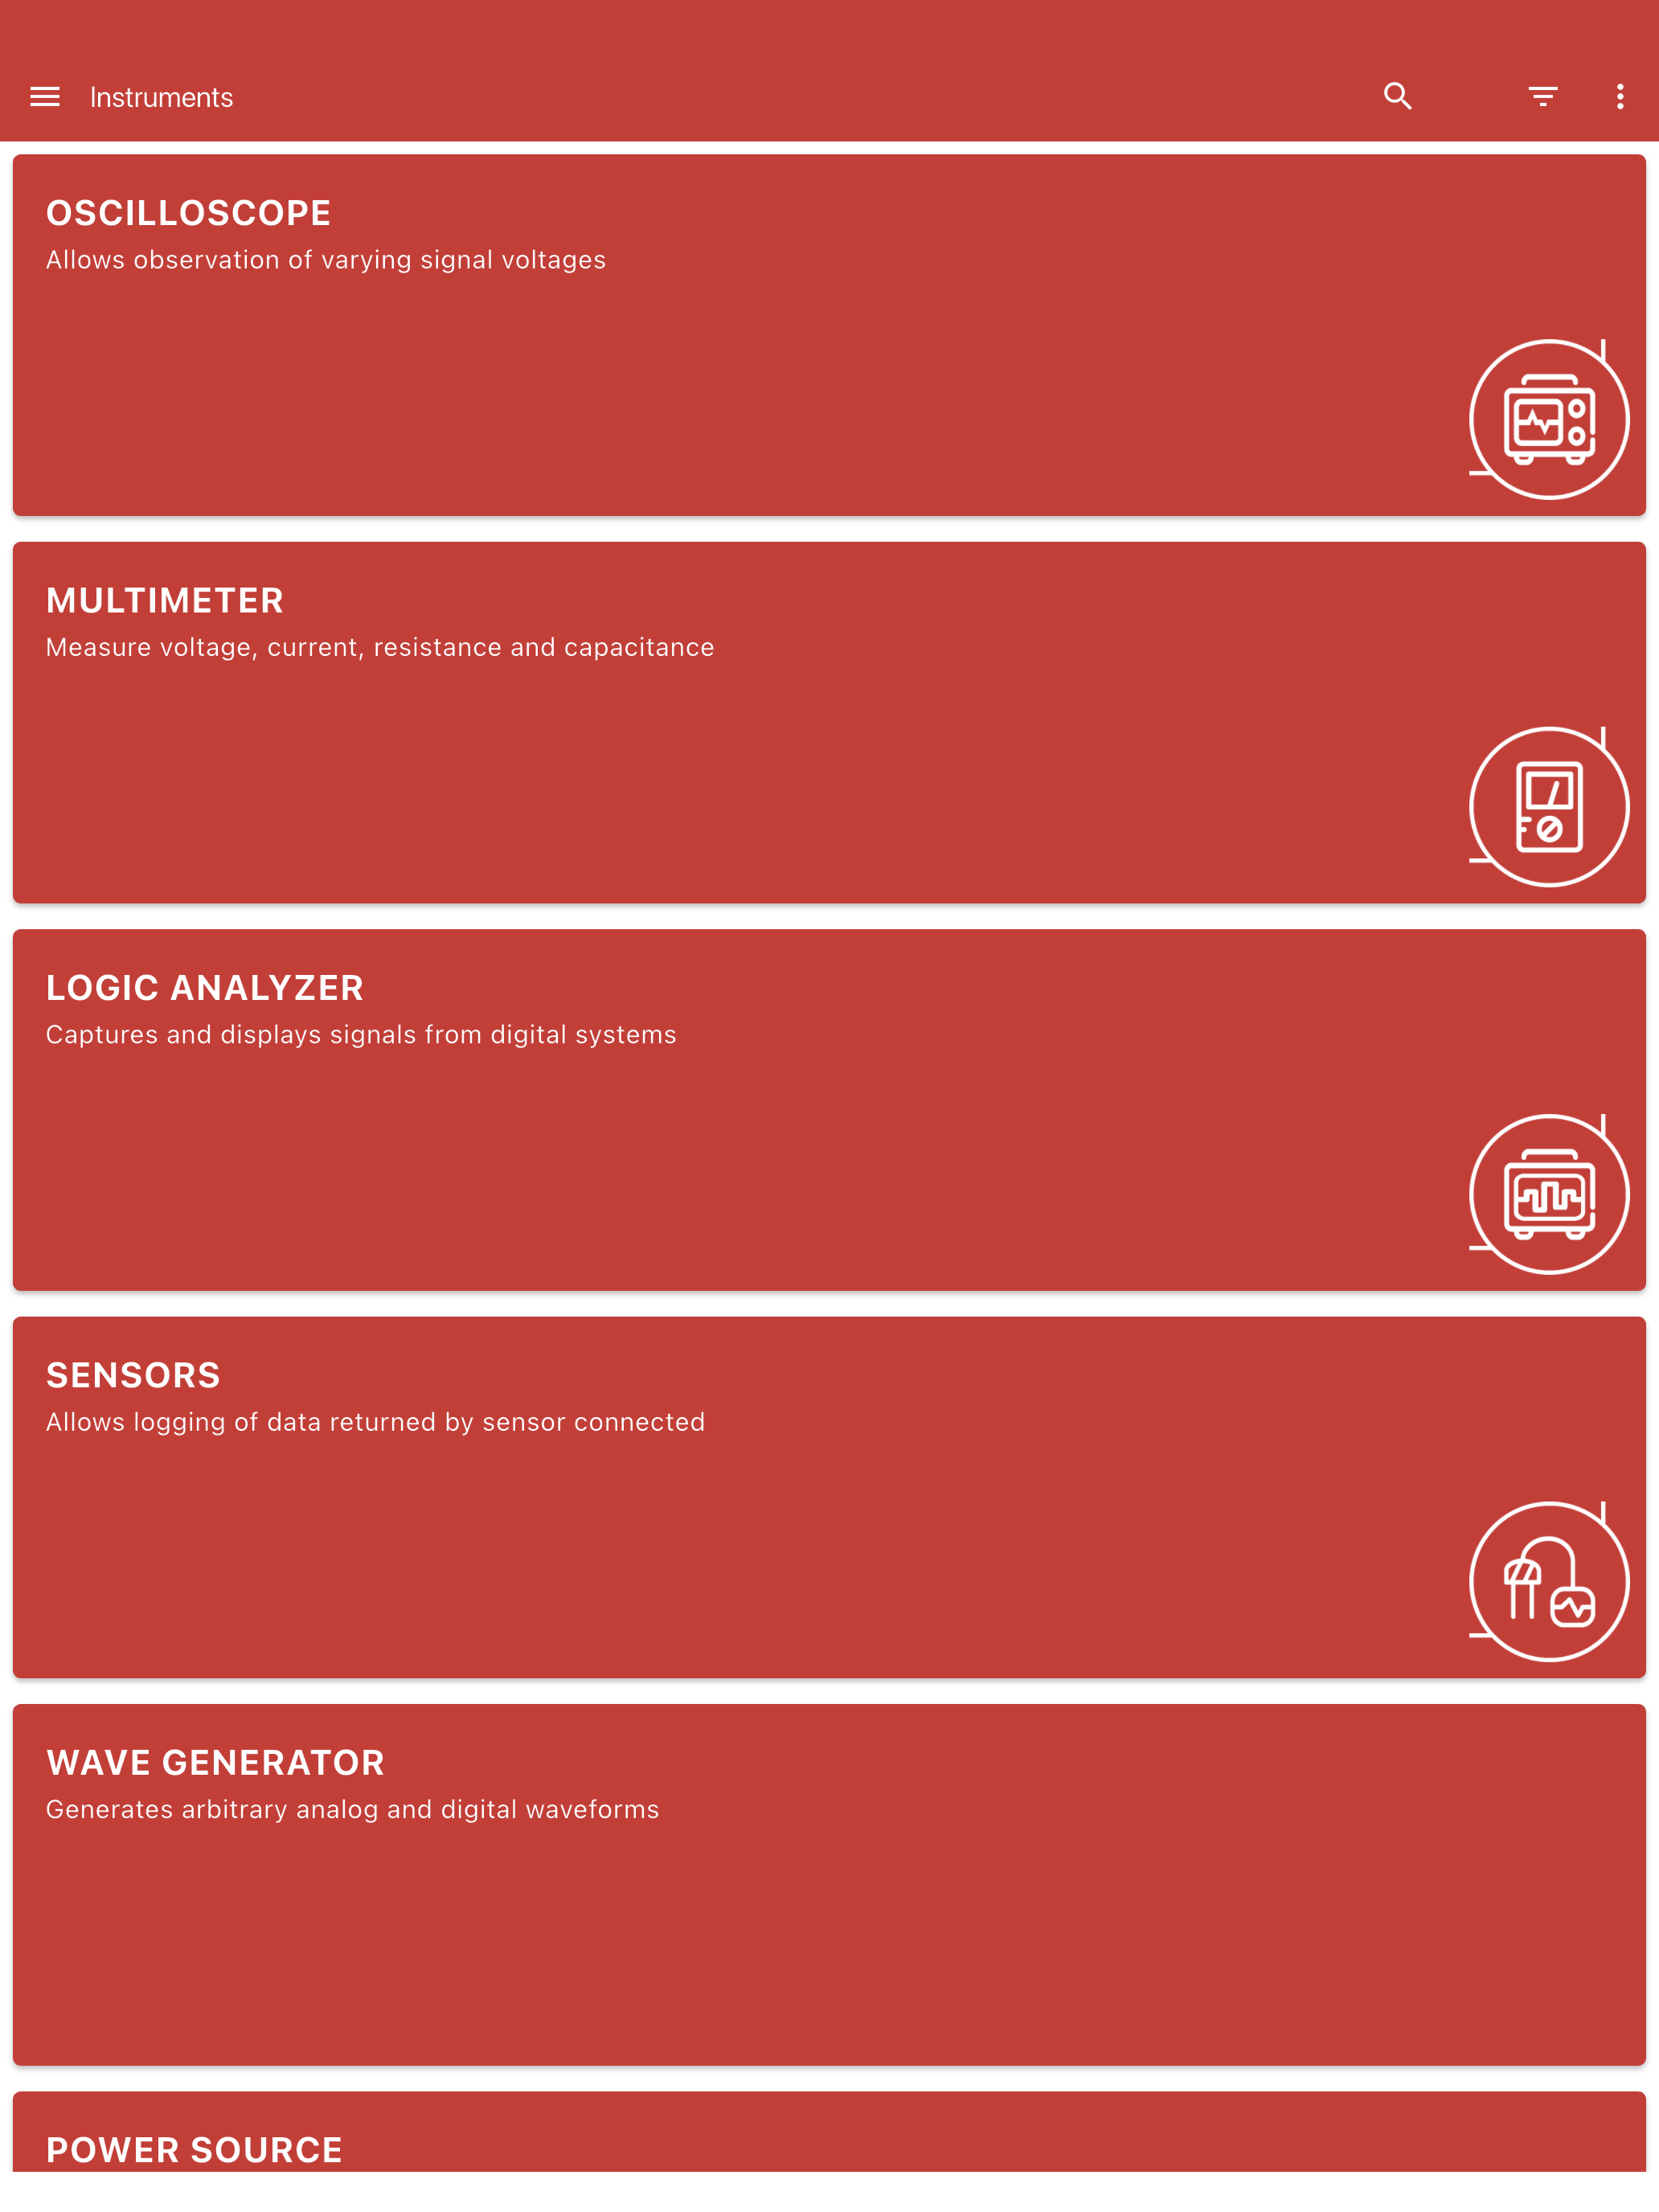 Instruments
OSCILLOSCOPE
Allows observation of varying signal voltages
MULTIMETER
Measure voltage, current, resistance and capacitance
LOGIC ANALYZER
Captures and displays signals from digital systems
SENSORS
Allows logging of data returned by sensor connected
WAVE GENERATOR
Generates arbitrary analog and digital waveforms
POWER SOURCE